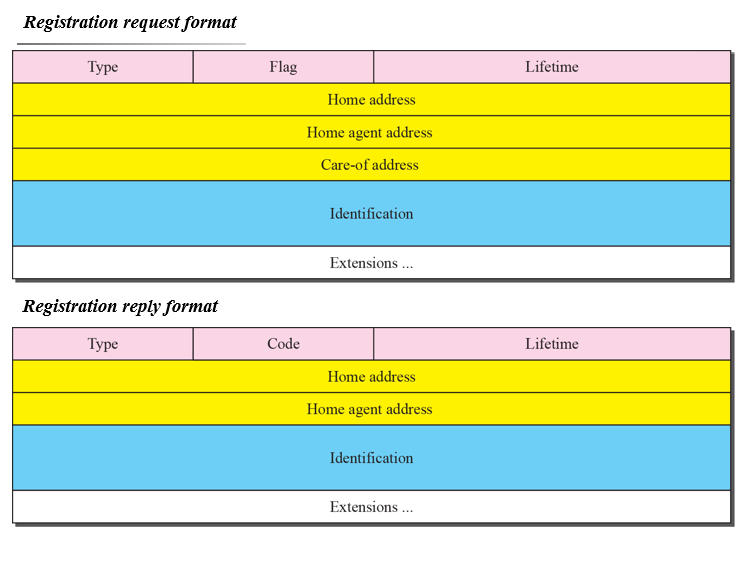 Registration request format
Type Flag Lifetime
Home address
Home agent address
Care-of address
Identification
Extensions ...
Registration reply format
Type Code Lifetime
Home address
Home agent address
Identification
Extensions ...